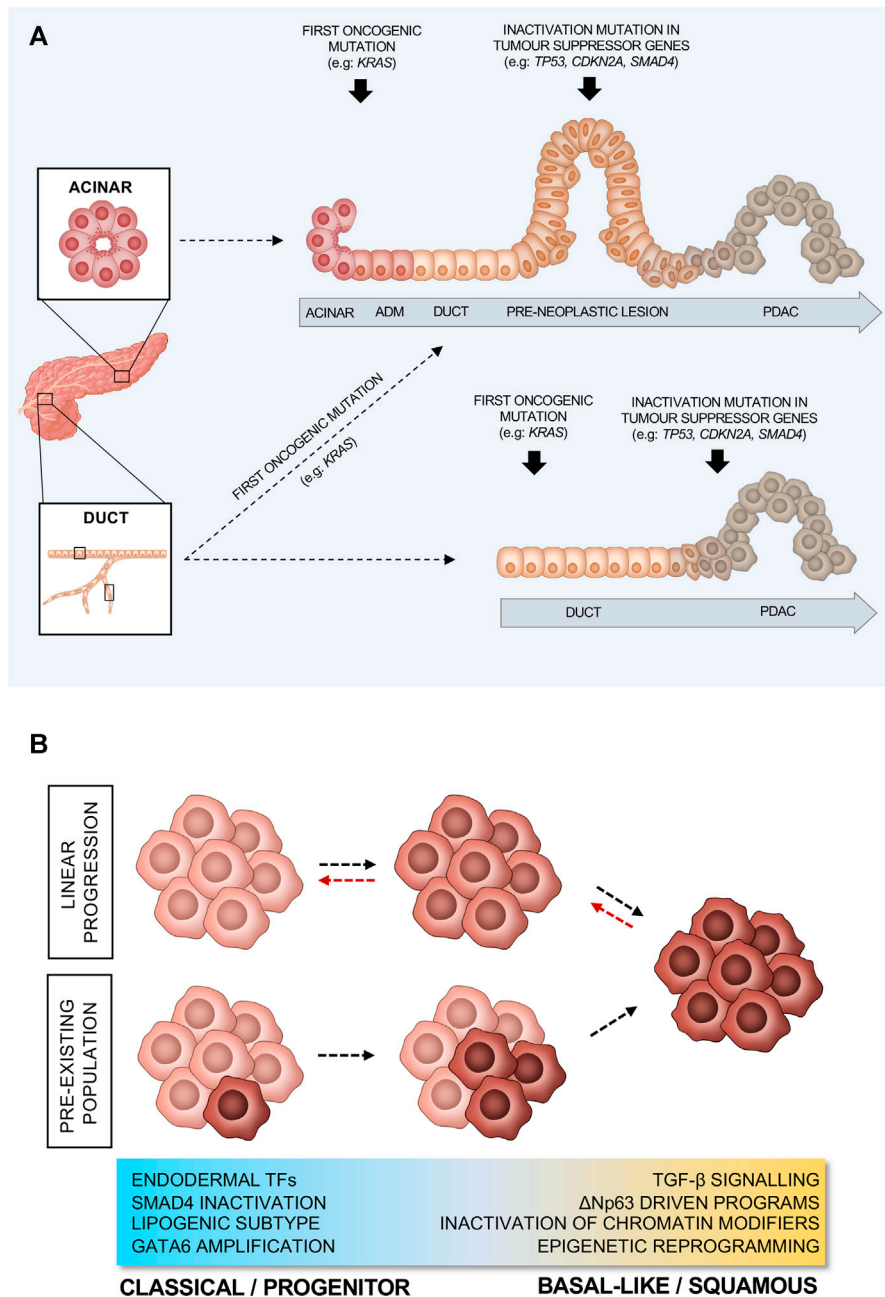 A
FIRST ONCOGENIC
MUTATION
(e.g: KRAS)
INACTIVATION MUTATION IN
TUMOUR SUPPRESSOR GENES
(e.g: TP53, CDKN2A, SMAD4)
ACINAR
ACINAR
ADM
DUCT
PRE-NEOPLASTIC LESION
PDAC
FIRST ONCOGENIC MUTATION
(e.g: KRAS)
FIRST ONCOGENIC
MUTATION
(e.g: KRAS)
INACTIVATION MUTATION IN
TUMOUR SUPPRESSOR GENES
(e.g: TP53, CDKN2A, SMAD4)
DUCT
DUCT
PDAC
B
LINEAR
PROGRESSION
PRE-EXISTING
POPULATION
ENDODERMAL TFs
SMAD4 INACTIVATION
LIPOGENIC SUBTYPE
GATA6 AMPLIFICATION
TGF-β SIGNALLING
ΔNp63 DRIVEN PROGRAMS
INACTIVATION OF CHROMATIN MODIFIERS
EPIGENETIC REPROGRAMMING
CLASSICAL / PROGENITOR
BASAL-LIKE / SQUAMOUS